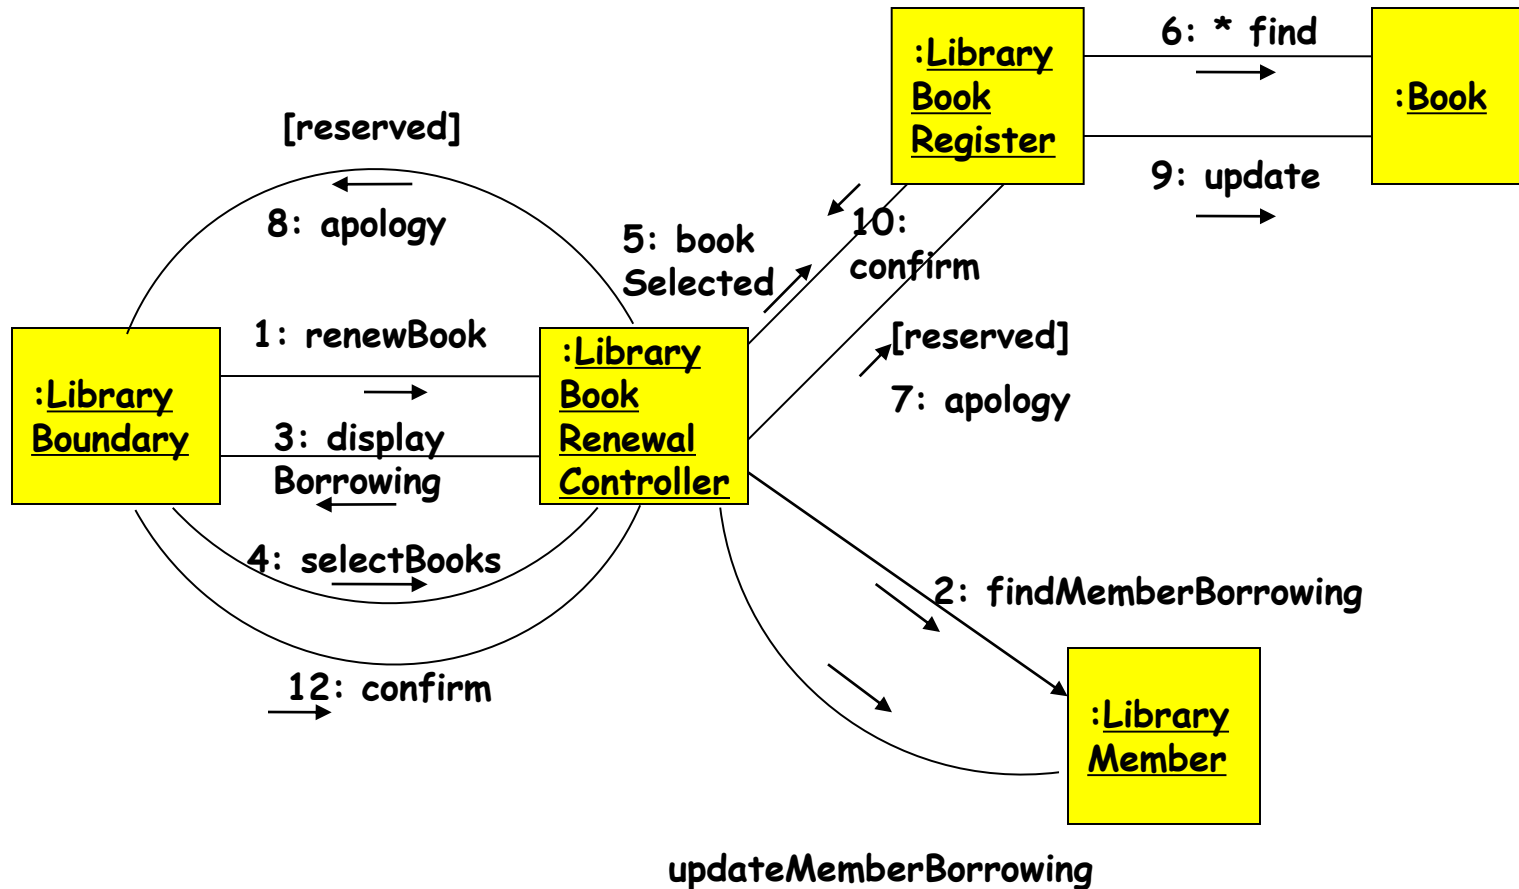 6: * find
:Library
Book
Register
:Book
[reserved]
9: update
8: apology
5: book
Selected
10:
confirm
1: renewBook
[reserved]
:Library
Book
Renewal
Controller
:Library
Boundary
7: apology
3: display
Borrowing
4: selectBooks
2: findMemberBorrowing
12: confirm
:Library
Member
updateMemberBorrowing